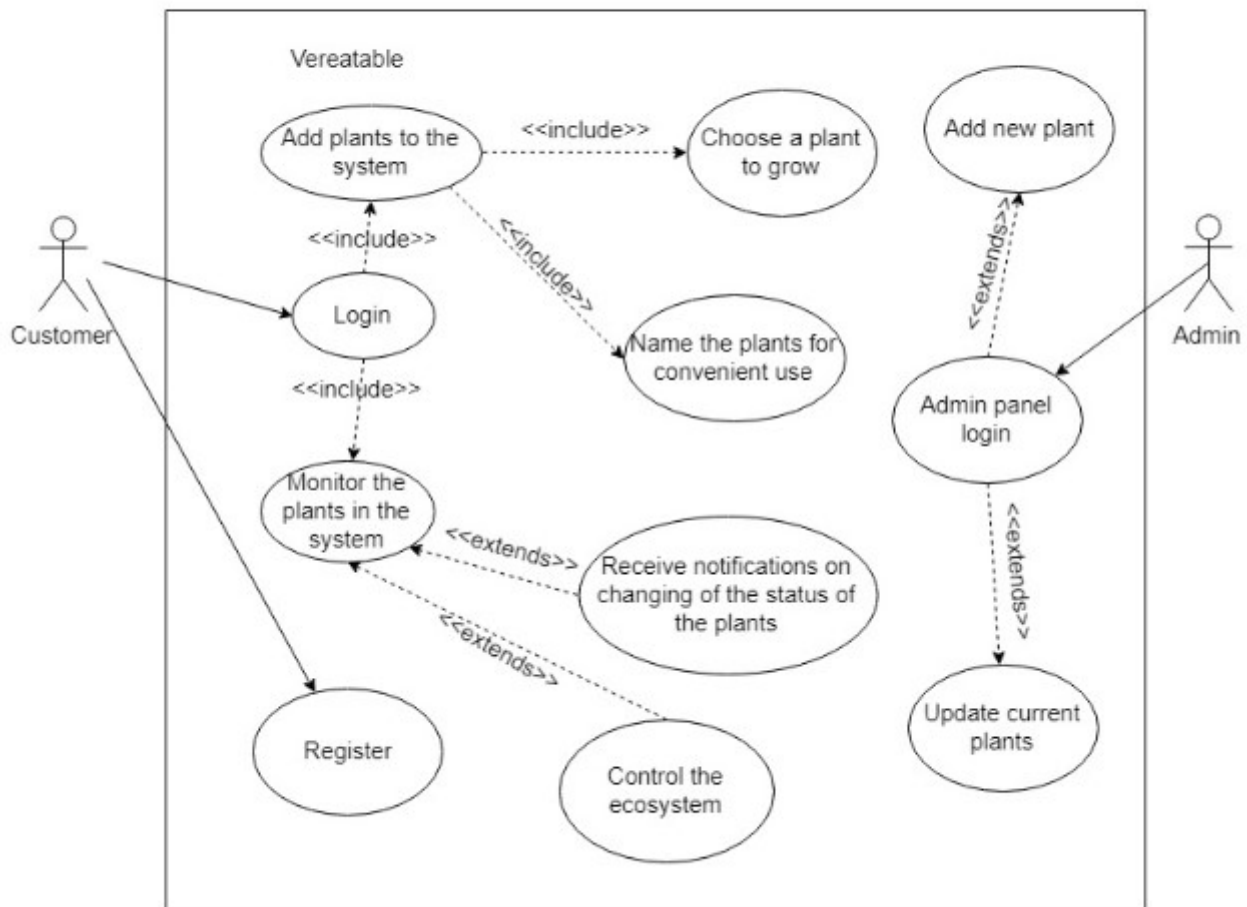 Vereatable
Add plants to the
system
<<include>>
Choose a plant
to grow
Add new plant
<<include>>
<<include>>
<<extends>>
Customer
Login
Name the plants for
convenient use
Admin
<<include>>
Admin panel
login
Monitor the
plants in the
system
<<extends>>
Receive notifications on
changing of the status of
the plants
<<extends>>
<<extends>>
Register
Control the
ecosystem
Update current
plants